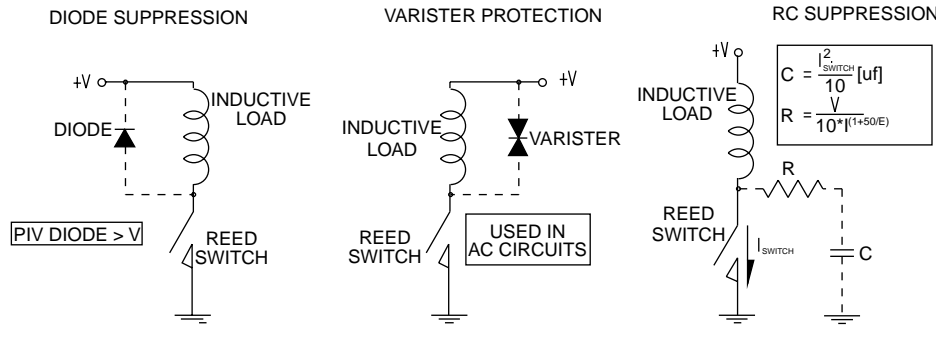 DIODE SUPPRESSION
+V
INDUCTIVE
LOAD
DIODE
PIV DIODE > V
REED
SWITCH
VARISTER PROTECTION
+V
INDUCTIVE
LOAD
VARISTER
REED
SWITCH
USED IN
AC CIRCUITS
RC SUPPRESSION
+V
C = I²SWITCH / 10 [uf]
R = V / 10*I(1+50/E)
INDUCTIVE
LOAD
R
REED
SWITCH
ISWITCH
C